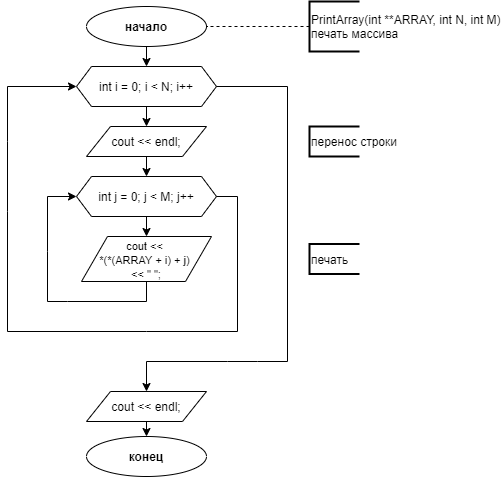 начало
PrintArray(int **ARRAY, int N, int M)
печать массива
int i = 0; i < N; i++
cout << endl;
перенос строки
int j = 0; j < M; j++
cout <<
*(*(ARRAY + i) + j)
<< " ";
печать
cout << endl;
конец